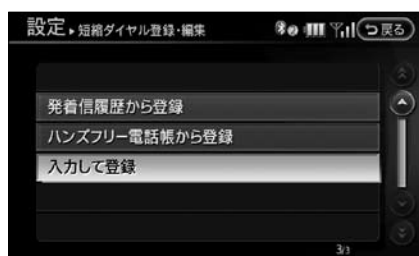 設定▸短縮ダイヤル登録・編集
戻る
発着信履歴から登録
ハンズフリー電話帳から登録
入力して登録
3/3